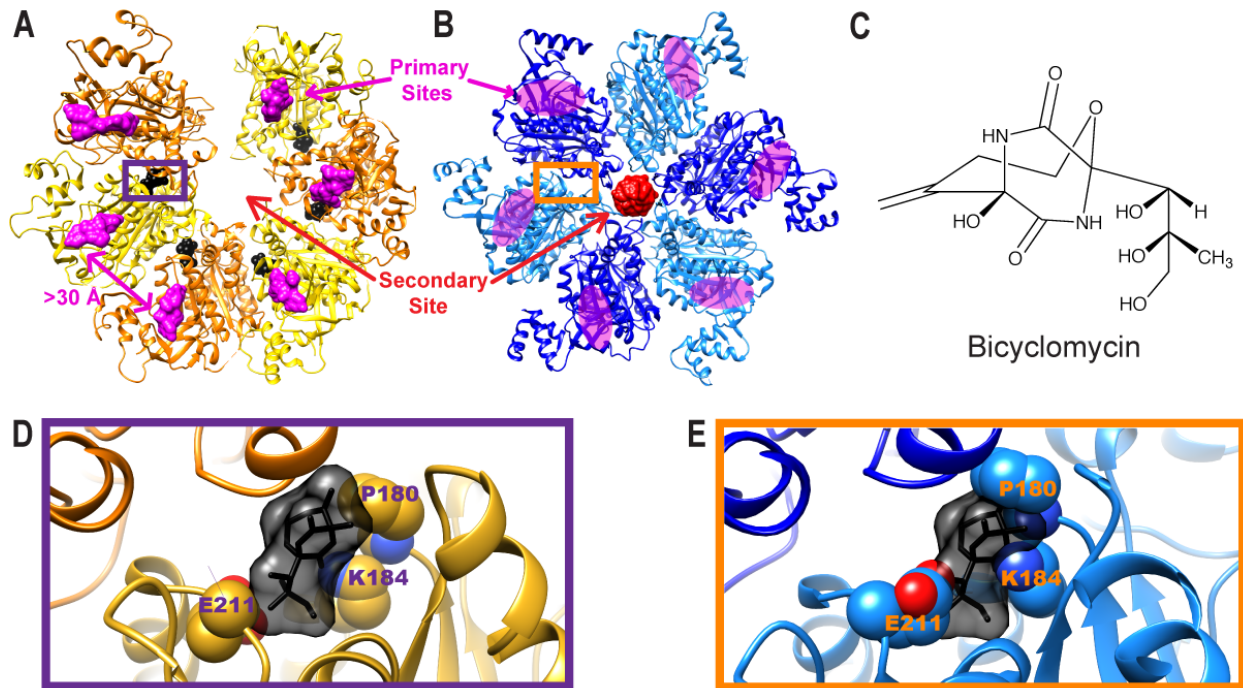 A
B
C
Primary
Sites
Secondary
Site
>30 Å
O
O
HN
HO
NH
O
HO
H
HO
CH3
HO
Bicyclomycin
D
P180
K184
E211
E
P180
K184
E211